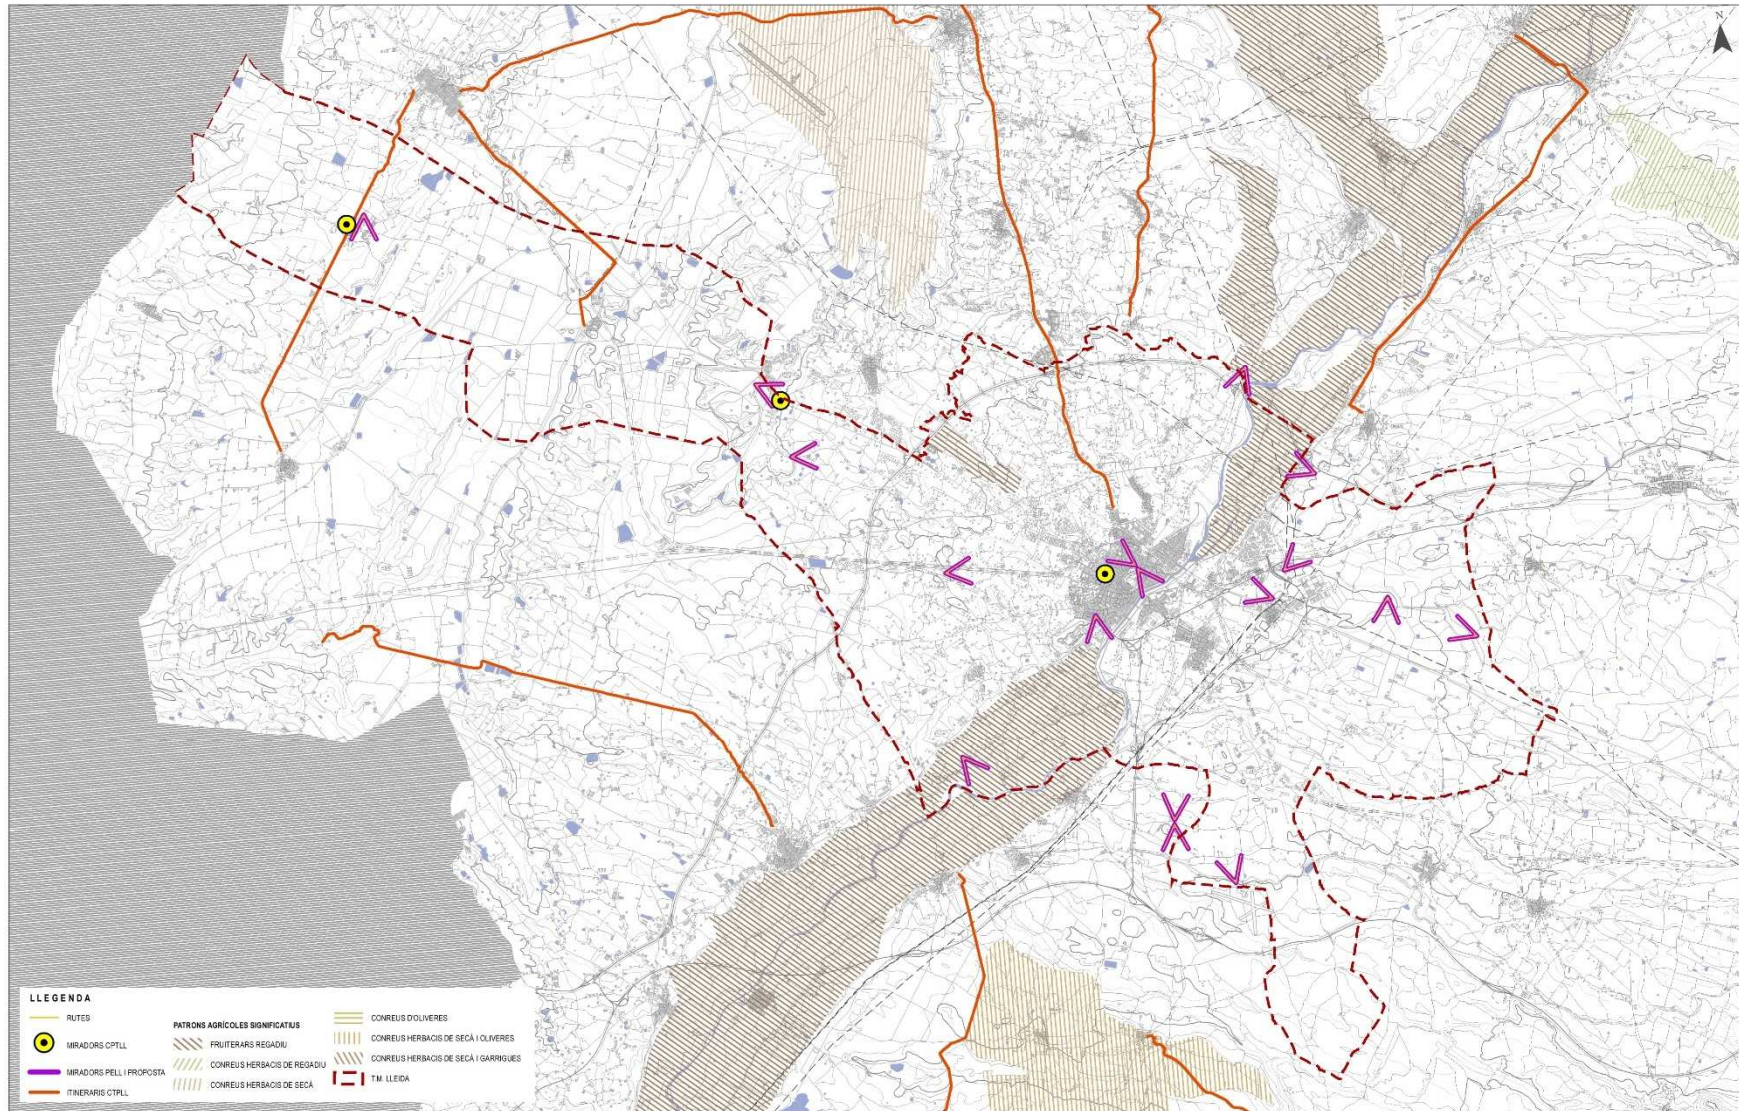 N
LLEGENDA
RUTES
MIRADORS CPTLL
MIRADORS PELL I PROPOSTA
ITINERARIS CTPLL
PATRONS AGRÍCOLES SIGNIFICATIUS
FRUITERARS REGADIU
CONREUS HERBACIS DE REGADIU
CONREUS HERBACIS DE SECÀ
CONREUS D'OLIVERES
CONREUS HERBACIS DE SECÀ I OLIVERES
CONREUS HERBACIS DE SECÀ I GARRIGUES
T.M. LLEIDA